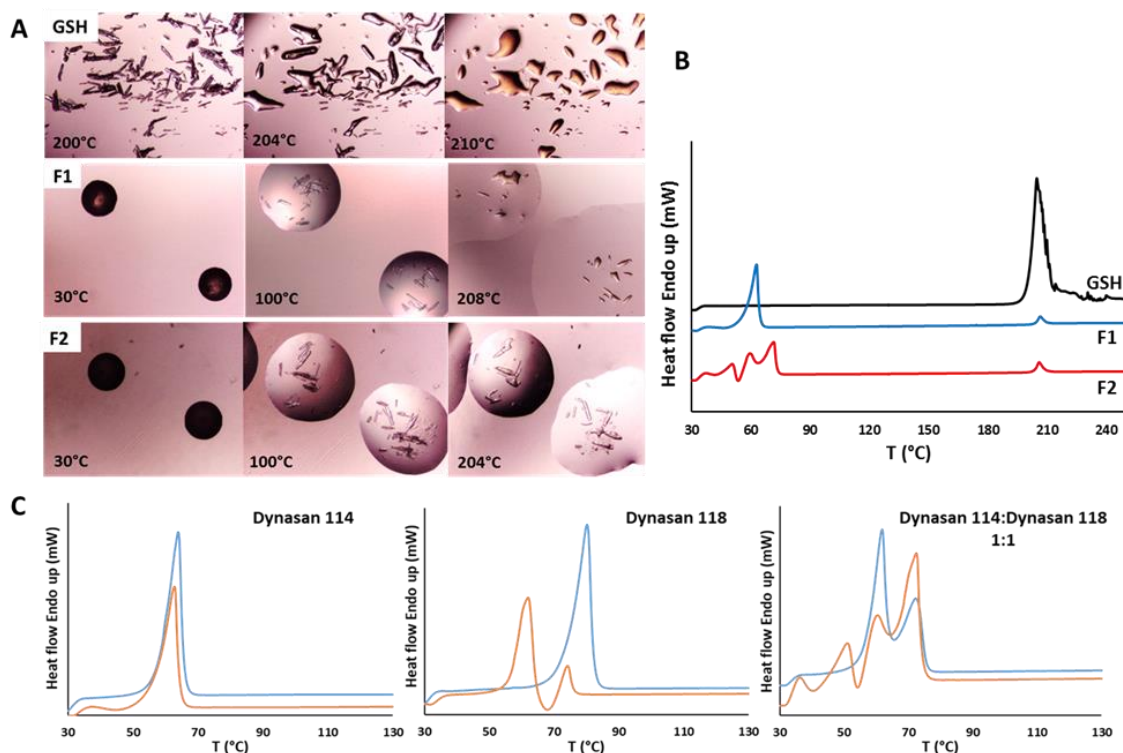 A
GSH
200°C
204°C
210°C
F1
30°C
100°C
208°C
F2
30°C
100°C
204°C
B
Heat flow Endo up (mW)
GSH
F1
F2
30 60 90 120 150 180 210 240
T (°C)
C
Dynasan 114
Heat flow Endo up (mW)
30 50 70 90 110 130
T (°C)
Dynasan 118
Heat flow Endo up (mW)
30 50 70 90 110 130
T (°C)
Dynasan 114:Dynasan 118
1:1
Heat flow Endo up (mW)
30 50 70 90 110 130
T (°C)